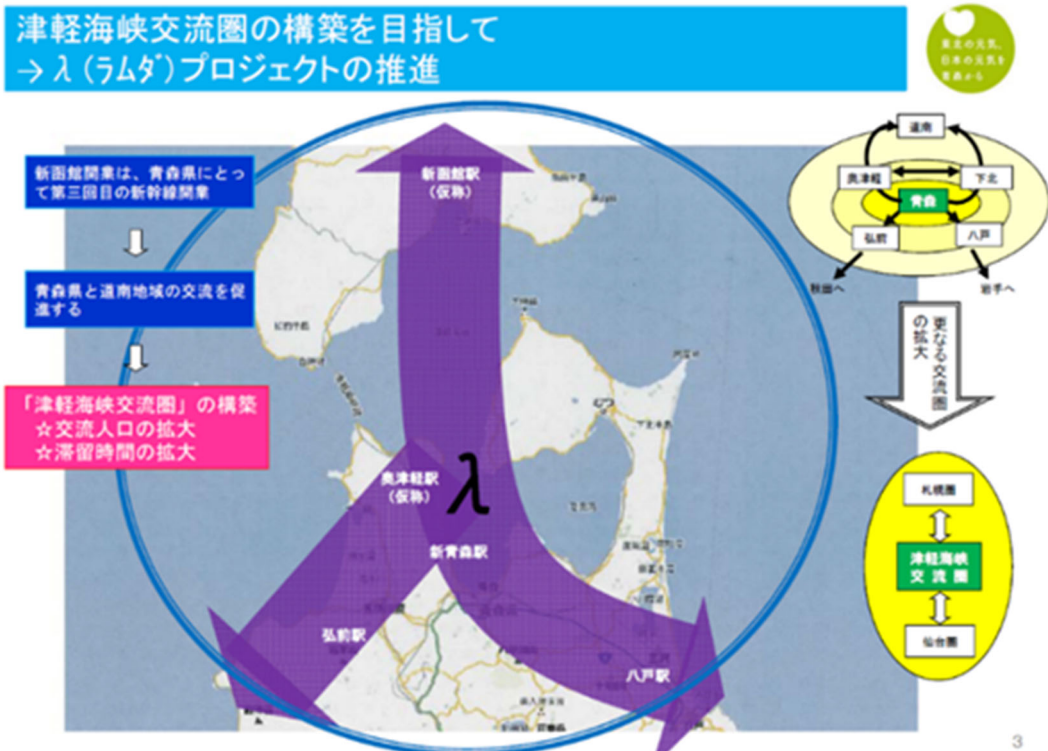 津軽海峡交流圏の構築を目指して
→ λ (ラムダ)プロジェクトの推進
東北の元気、
日本の元気を
青森から
新函館開業は、青森県にとっ
て第三回目の新幹線開業
青森県と道南地域の交流を促
進する
「津軽海峡交流圏」の構築
☆交流人口の拡大
☆滞留時間の拡大
新函館駅
(仮称)
むつ
奥津軽駅
(仮称)
λ
新青森駅
弘前駅
八戸駅
道南
奥津軽
下北
青森
弘前
八戸
秋田へ
岩手へ
更なる交流圏
の拡大
札幌圏
津軽海峡
交流圏
仙台圏
3